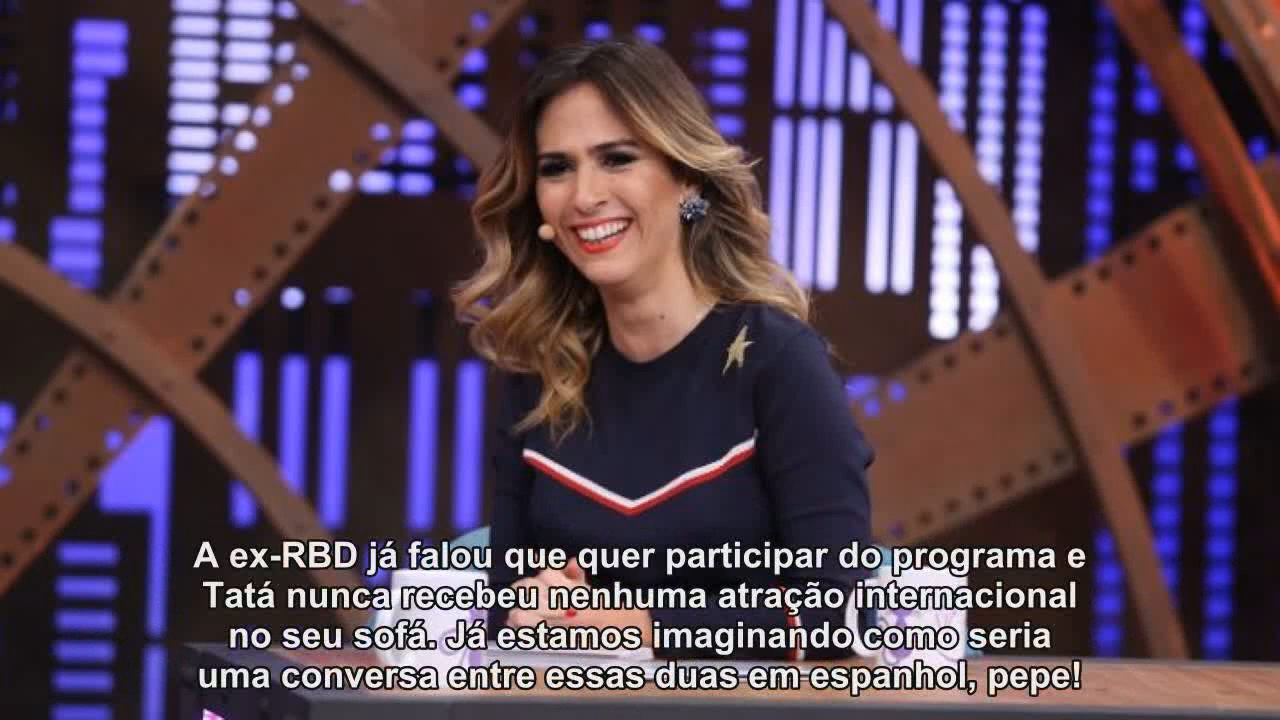 A ex-RBD já falou que quer participar do programa e
Tatá nunca recebeu nenhuma atração internacional
no seu sofá. Já estamos imaginando como seria
uma conversa entre essas duas em espanhol, pepe!